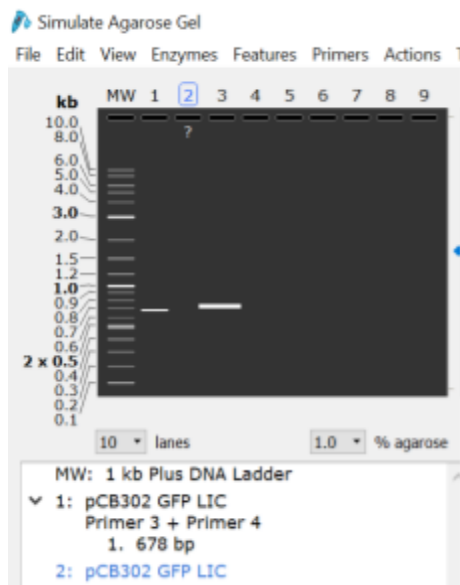 Simulate Agarose Gel
File Edit View Enzymes Features Primers Actions
kb MW 1 2 3 4 5 6 7 8 9
?
10.0
8.0
6.0
5.0
4.0
3.0
2.0
1.5
1.2
1.0
0.9
0.8
0.7
0.6
2 x 0.5
0.4
0.3
0.2
0.1
10 lanes 1.0 % agarose
MW: 1 kb Plus DNA Ladder
1: pCB302 GFP LIC
Primer 3 + Primer 4
1. 678 bp
2: pCB302 GFP LIC